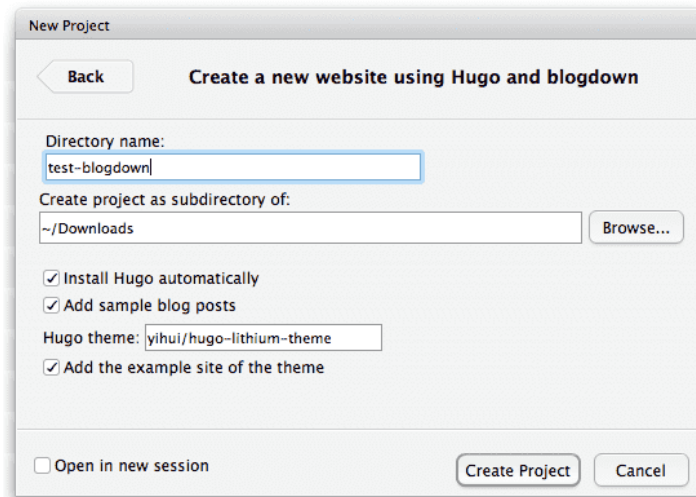 New Project
Back
Create a new website using Hugo and blogdown
Directory name:
test-blogdown
Create project as subdirectory of:
~/Downloads
Browse...
Install Hugo automatically
Add sample blog posts
Hugo theme: yihui/hugo-lithium-theme
Add the example site of the theme
Open in new session
Create Project
Cancel